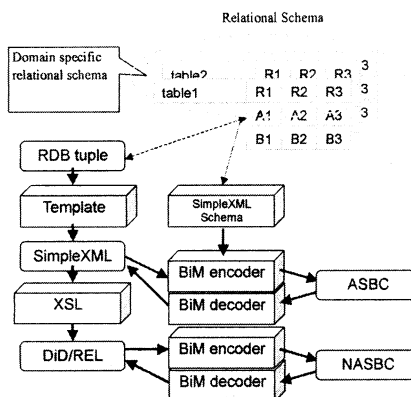 Relational Schema
Domain specific
relational schema
table2 R1 R2 R3 3
table1 R1 R2 R3 3
A1 A2 A3 3
B1 B2 B3
RDB tuple
Template
SimpleXML
Schema
SimpleXML
BiM encoder
BiM decoder
ASBC
XSL
DiD/REL
BiM encoder
BiM decoder
NASBC